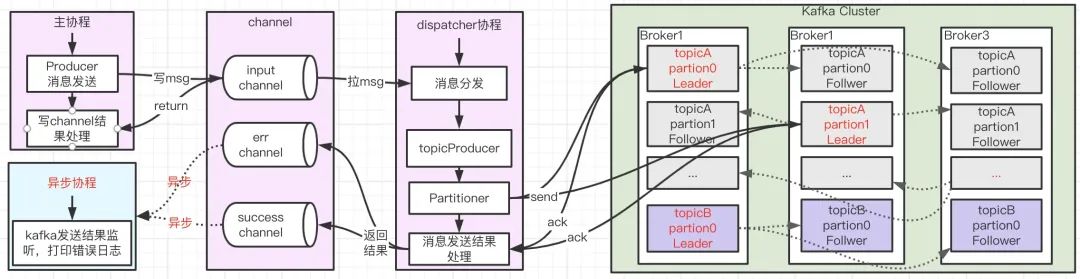 主协程
Producer
消息发送
写channel结
果处理
写msg
return
异步协程
kafka发送结果监
听，打印错误日志
异步
异步
channel
input
channel
err
channel
success
channel
拉msg
返回
结果
dispatcher协程
消息分发
topicProducer
Partitioner
消息发送结果
处理
send
ack
ack
Kafka Cluster
Broker1
topicA
partion0
Leader
topicA
partion1
Follower
...
topicB
partion0
Leader
Broker1
topicA
partion0
Follwer
topicA
partion1
Leader
...
topicB
partion0
Follwer
Broker3
topicA
partion0
Follower
topicA
partion1
Follower
...
topicB
partion0
Follower